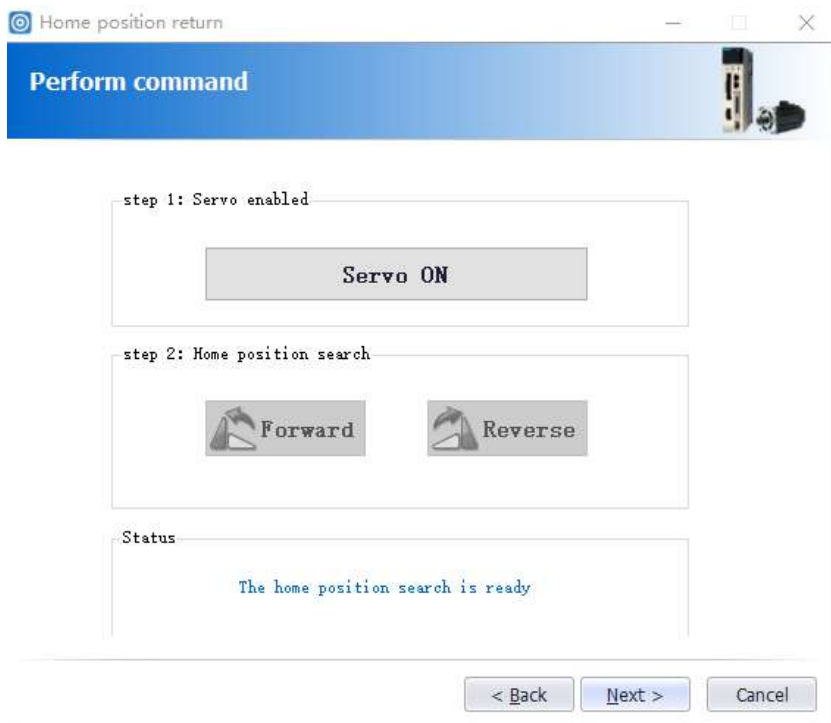 Home position return
Perform command
step 1: Servo enabled
Servo ON
step 2: Home position search
Forward
Reverse
Status
The home position search is ready
< Back
Next >
Cancel